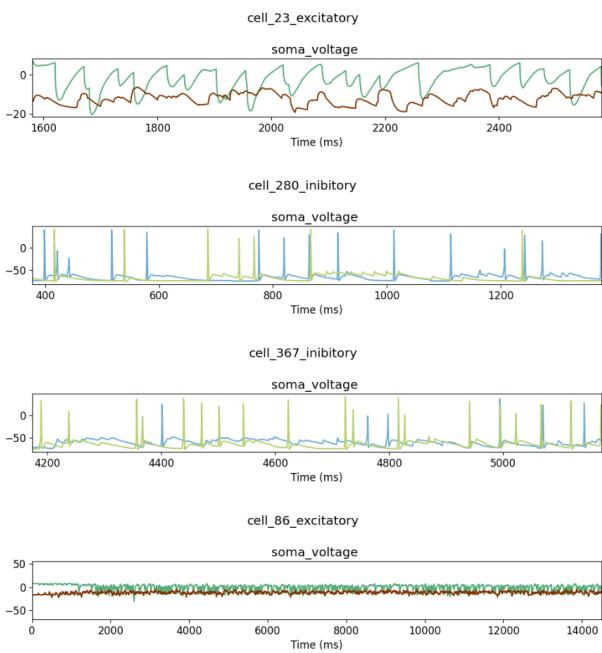 cell_23_excitatory
soma_voltage
0
−20
1600 1800 2000 2200 2400
Time (ms)
cell_280_inibitory
soma_voltage
0
−50
400 600 800 1000 1200
Time (ms)
cell_367_inibitory
soma_voltage
0
−50
4200 4400 4600 4800 5000
Time (ms)
cell_86_excitatory
soma_voltage
50
0
−50
0 2000 4000 6000 8000 10000 12000 14000
Time (ms)